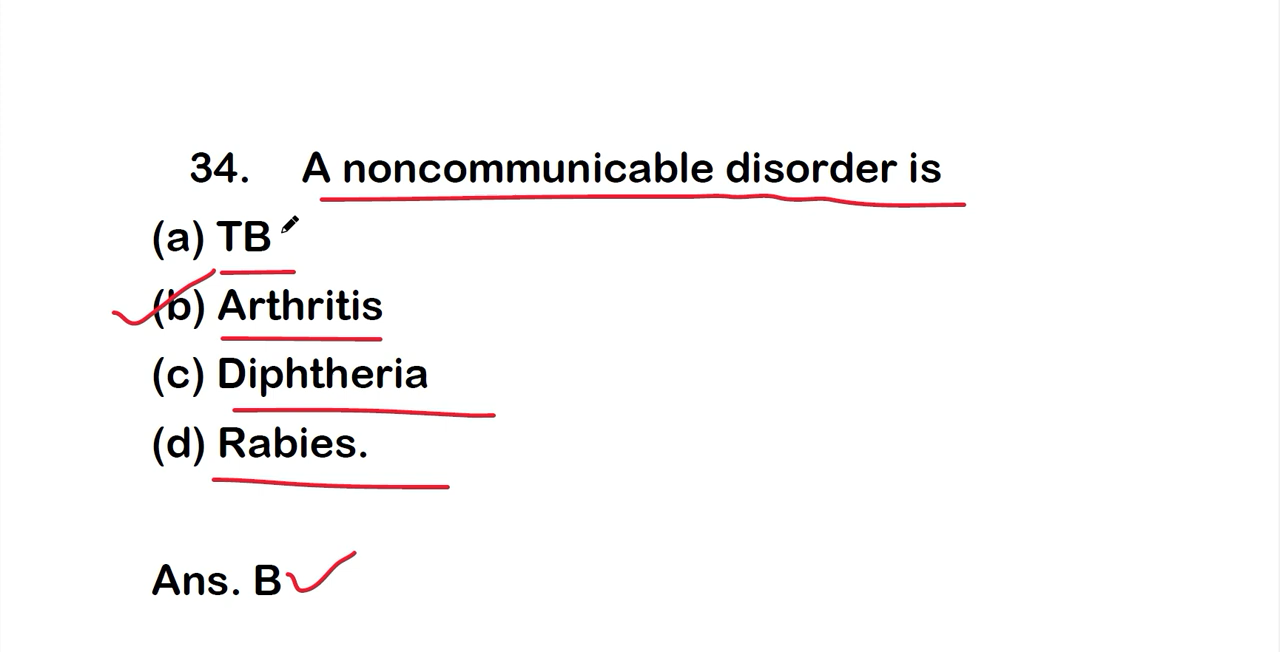 34. A noncommunicable disorder is
(a) TB
(b) Arthritis
(c) Diphtheria
(d) Rabies.
Ans. B